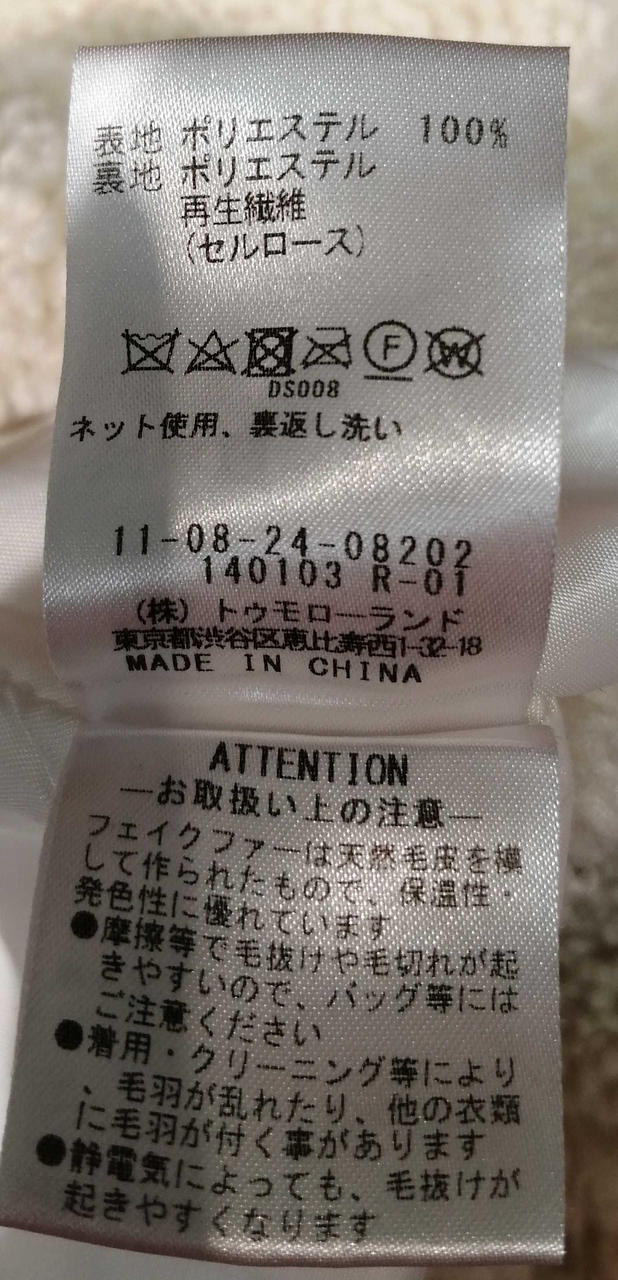 表地 ポリエステル 100%
裏地 ポリエステル
再生繊維
(セルロース)
F W
DS008
ネット使用、裏返し洗い
11-08-24-08202
140103 R-01
(株) トゥモローランド
東京都渋谷区恵比寿西1-32-18
MADE IN CHINA
ATTENTION
—お取扱い上の注意—
フェイクファーは天然毛皮を模
して作られたもので、保温性・
発色性に優れています
●摩擦等で毛抜けや毛切れが起
きやすいので、バッグ等には
ご注意ください
●着用・クリーニング等により
、毛羽が乱れたり、他の衣類
に毛羽が付く事があります
●静電気によっても、毛抜けが
起きやすくなります